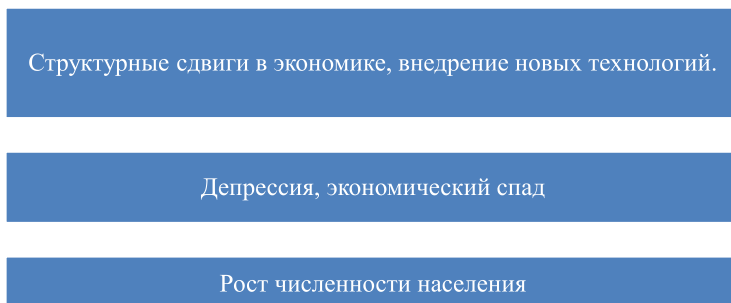 Структурные сдвиги в экономике, внедрение новых технологий.
Депрессия, экономический спад
Рост численности населения